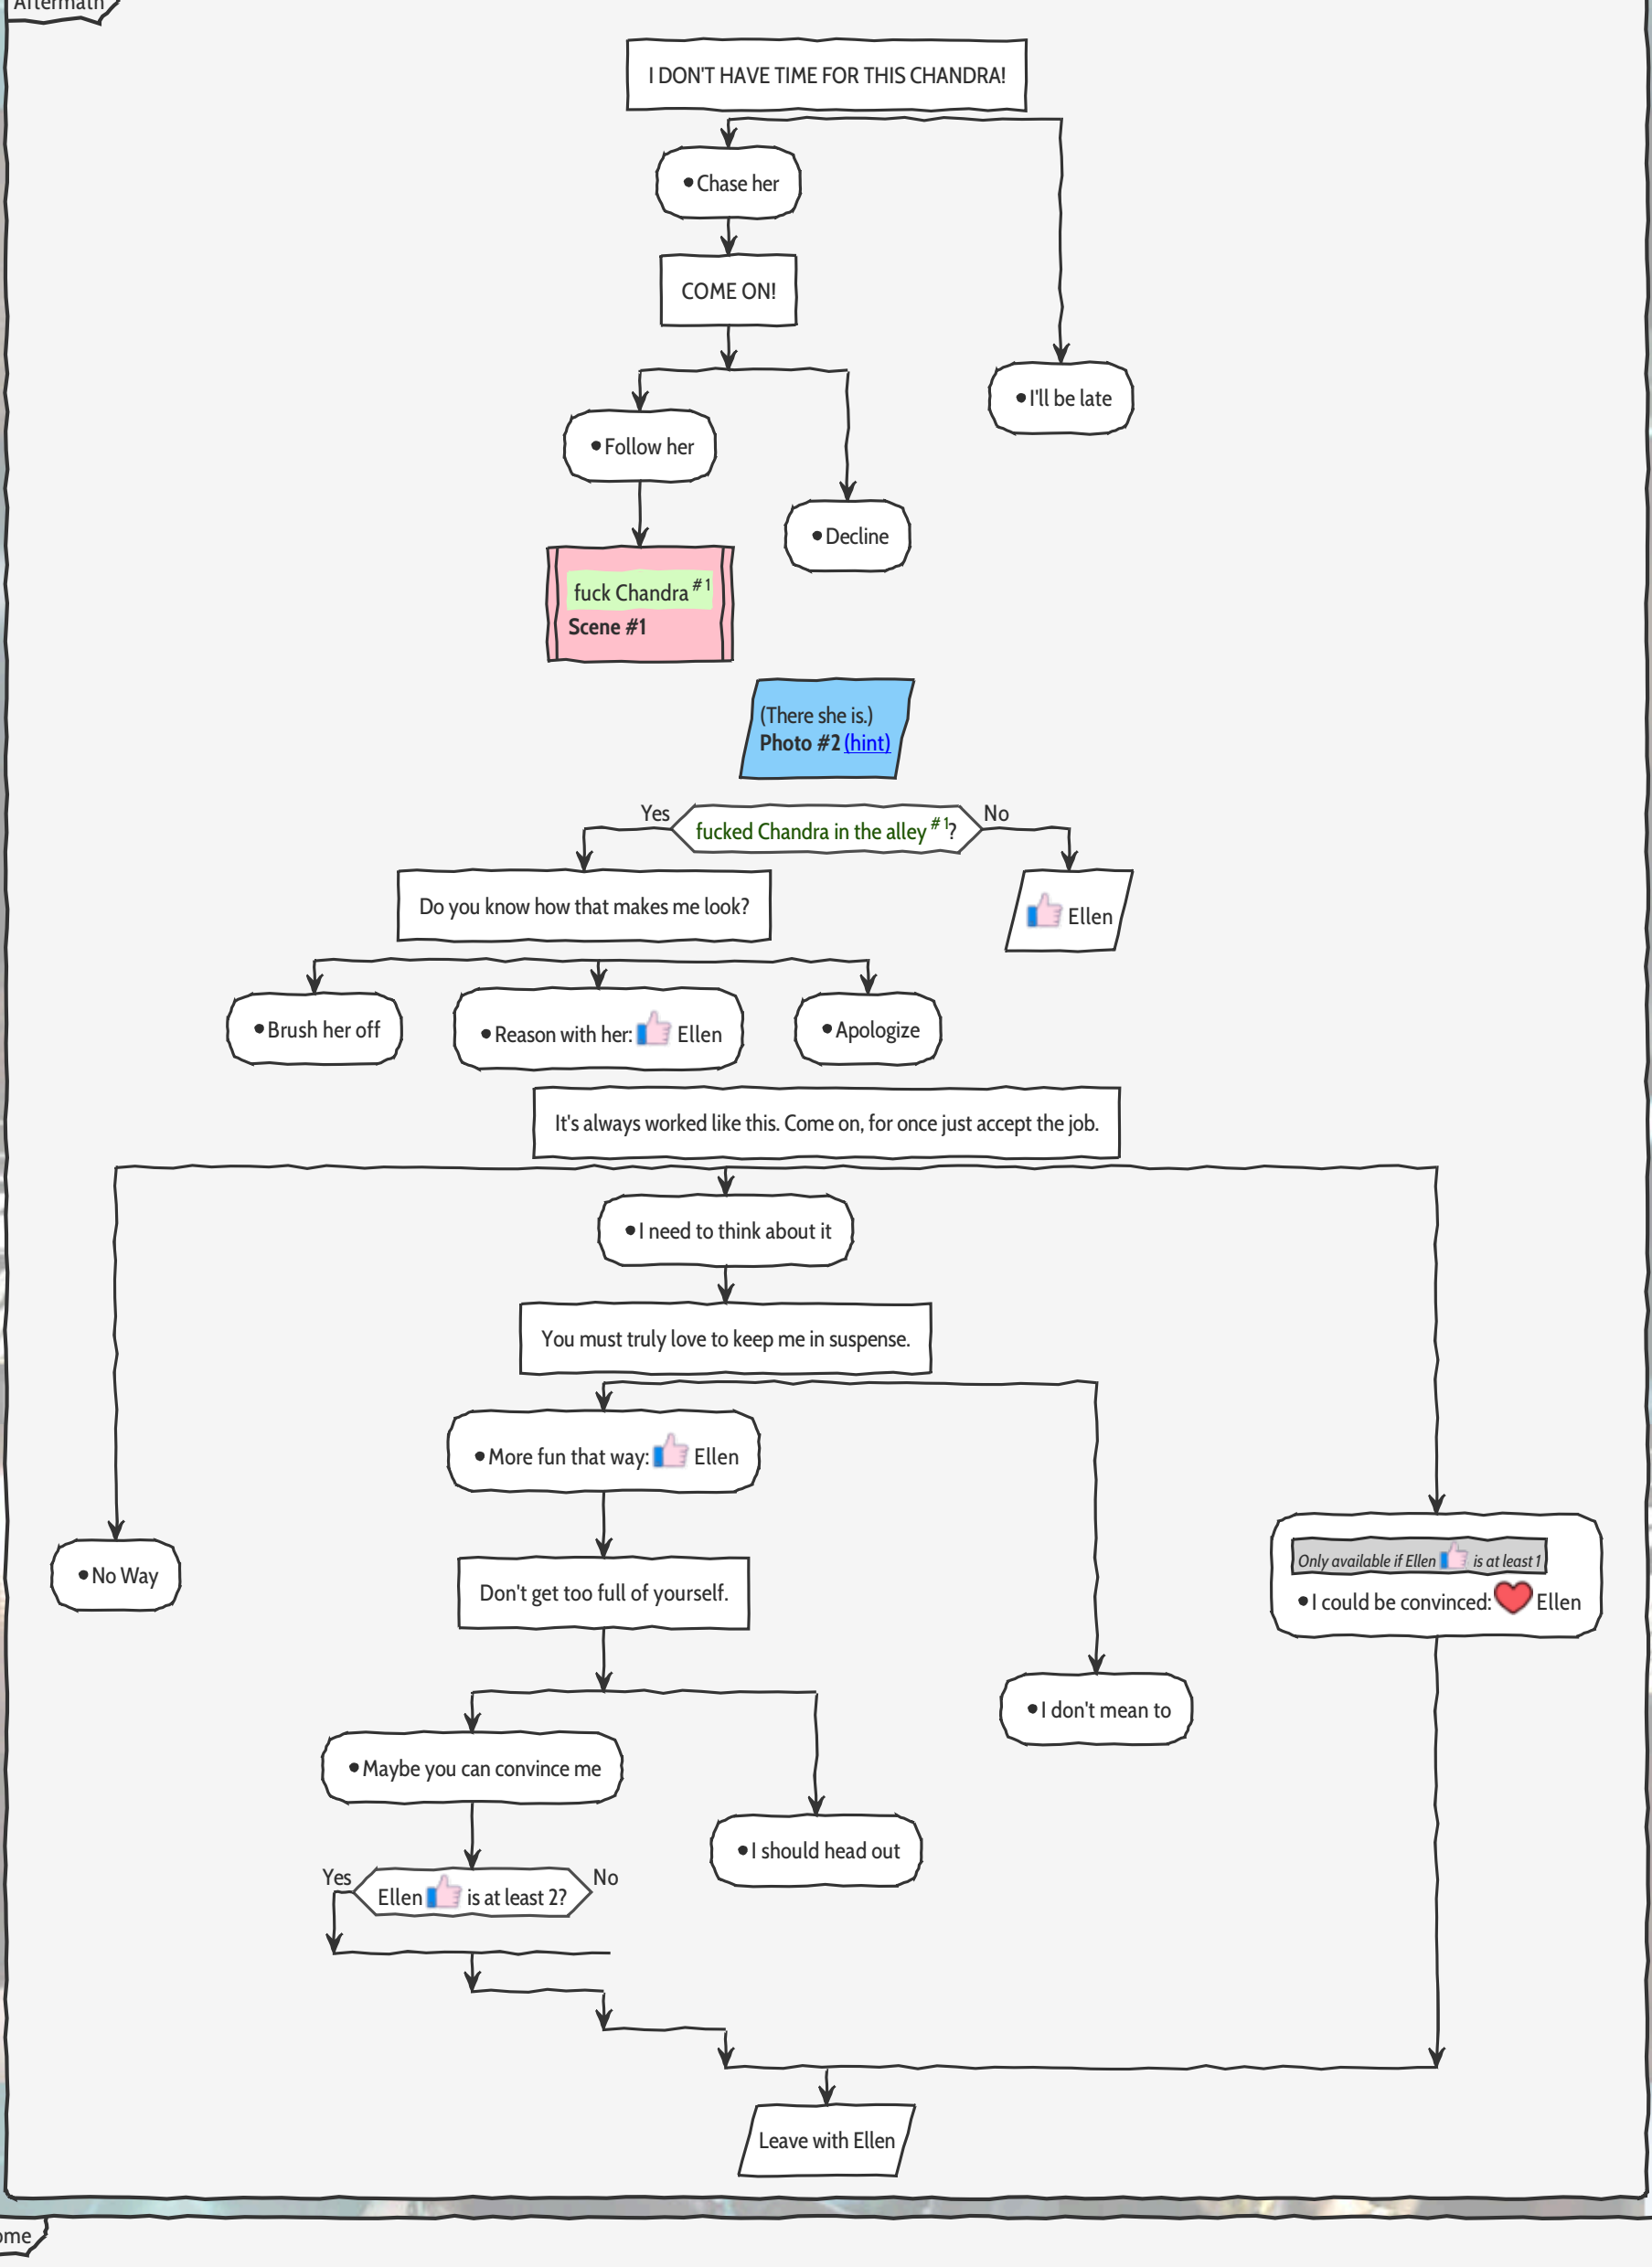 Aftermath
I DON'T HAVE TIME FOR THIS CHANDRA!
•Chase her
COME ON!
•I'll be late
•Follow her
•Decline
fuck Chandra #1
Scene #1
(There she is.)
Photo #2 (hint)
Yes
fucked Chandra in the alley #1?
No
Do you know how that makes me look?
Ellen
•Brush her off
•Reason with her: Ellen
•Apologize
It's always worked like this. Come on, for once just accept the job.
•I need to think about it
You must truly love to keep me in suspense.
•More fun that way: Ellen
Only available if Ellen is at least 1
•No Way
Don't get too full of yourself.
•I could be convinced: Ellen
•I don't mean to
•Maybe you can convince me
•I should head out
Yes
Ellen is at least 2?
No
Leave with Ellen